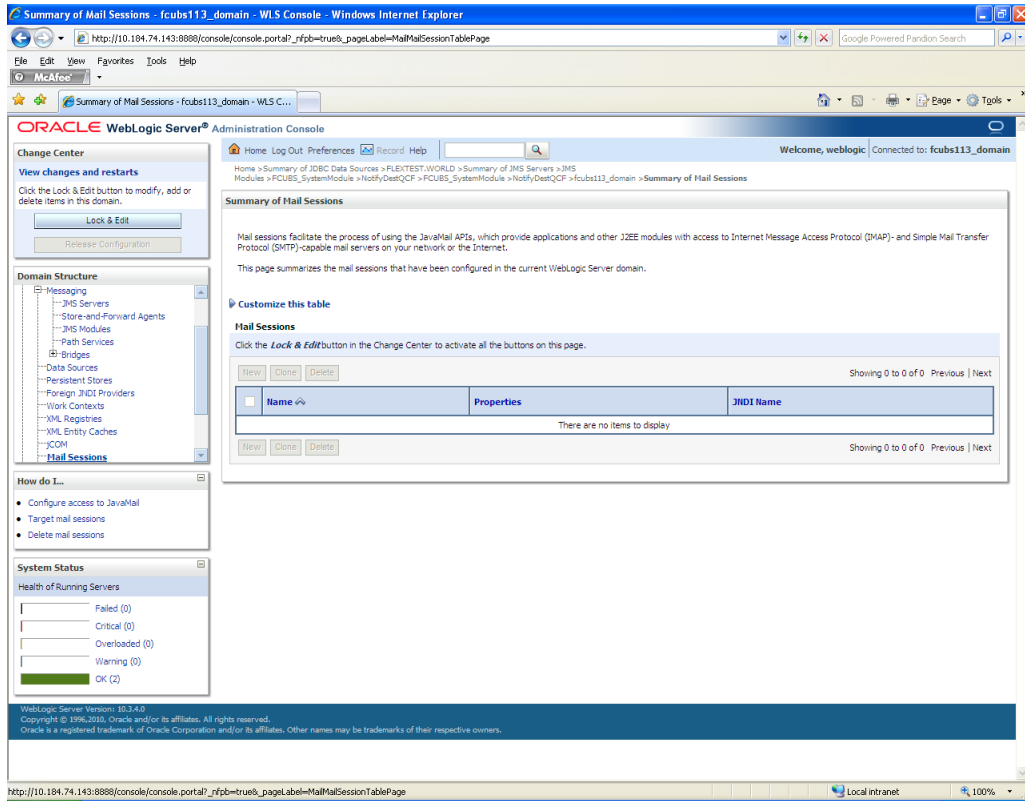 Summary of Mail Sessions - fcubs113_domain - WLS Console - Windows Internet Explorer
http://10.184.74.143:8888/console/console.portal?_nfpb=true&_pageLabel=MailMailSessionTablePage
Google Powered Pandion Search
File Edit View Favorites Tools Help
McAfee
Summary of Mail Sessions - fcubs113_domain - WLS C...
Page Tools
ORACLE WebLogic Server® Administration Console
Change Center
View changes and restarts
Click the Lock & Edit button to modify, add or
delete items in this domain.
Lock & Edit
Release Configuration
Domain Structure
Messaging
JMS Servers
Store-and-Forward Agents
JMS Modules
Path Services
Bridges
Data Sources
Persistent Stores
Foreign JNDI Providers
Work Contexts
XML Registries
XML Entity Caches
jCOM
Mail Sessions
How do I...
Configure access to JavaMail
Target mail sessions
Delete mail sessions
System Status
Health of Running Servers
Failed (0)
Critical (0)
Overloaded (0)
Warning (0)
OK (2)
Home Log Out Preferences Record Help
Welcome, weblogic Connected to: fcubs113_domain
Home >Summary of JDBC Data Sources >FLEXTEST.WORLD >Summary of JMS Servers >JMS
Modules >FCUBS_SystemModule >NotifyDestQCF >FCUBS_SystemModule >NotifyDestQCF >fcubs113_domain >Summary of Mail Sessions
Summary of Mail Sessions
Mail sessions facilitate the process of using the JavaMail APIs, which provide applications and other J2EE modules with access to Internet Message Access Protocol (IMAP)- and Simple Mail Transfer
Protocol (SMTP)-capable mail servers on your network or the Internet.
This page summarizes the mail sessions that have been configured in the current WebLogic Server domain.
Customize this table
Mail Sessions
Click the Lock & Edit button in the Change Center to activate all the buttons on this page.
New Clone Delete
Showing 0 to 0 of 0 Previous | Next
Name Properties JNDI Name
There are no items to display
New Clone Delete
Showing 0 to 0 of 0 Previous | Next
WebLogic Server Version: 10.3.4.0
Copyright © 1996,2010, Oracle and/or its affiliates. All rights reserved.
Oracle is a registered trademark of Oracle Corporation and/or its affiliates. Other names may be trademarks of their respective owners.
http://10.184.74.143:8888/console/console.portal?_nfpb=true&_pageLabel=MailMailSessionTablePage
Local intranet
100%